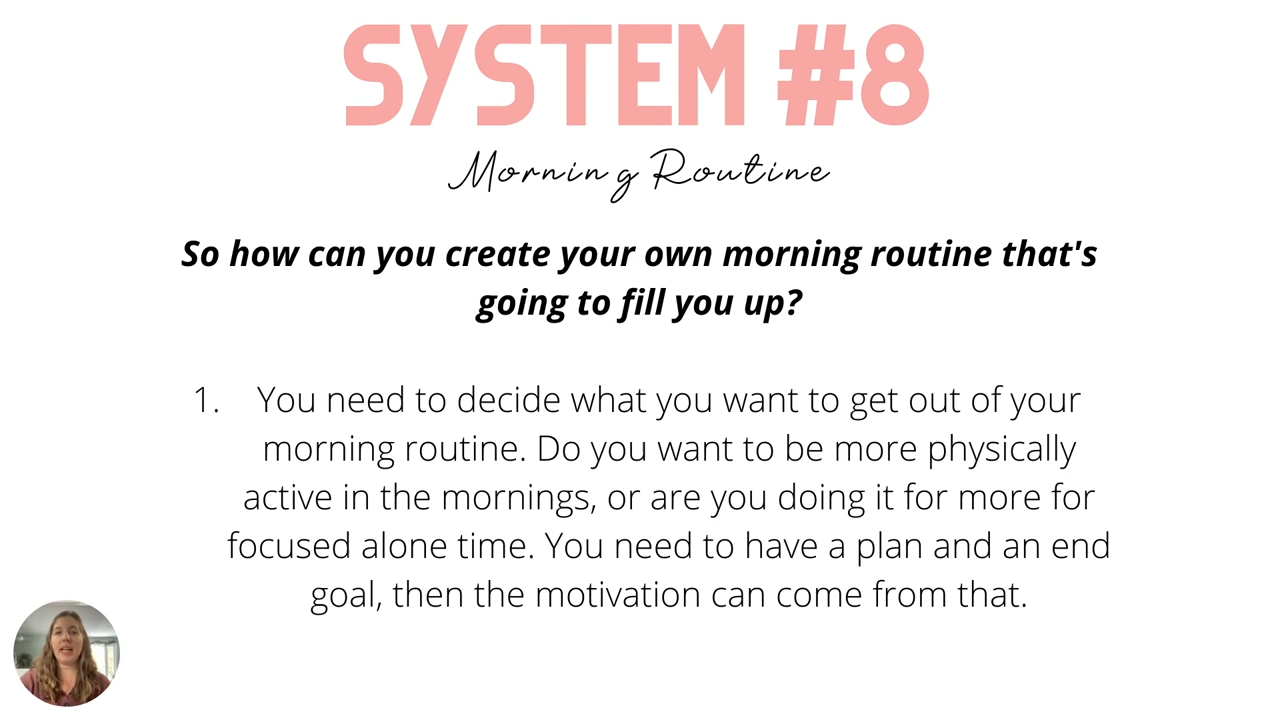 SYSTEM #8
Morning Routine
So how can you create your own morning routine that's
going to fill you up?
1. You need to decide what you want to get out of your
morning routine. Do you want to be more physically
active in the mornings, or are you doing it for more for
focused alone time. You need to have a plan and an end
goal, then the motivation can come from that.